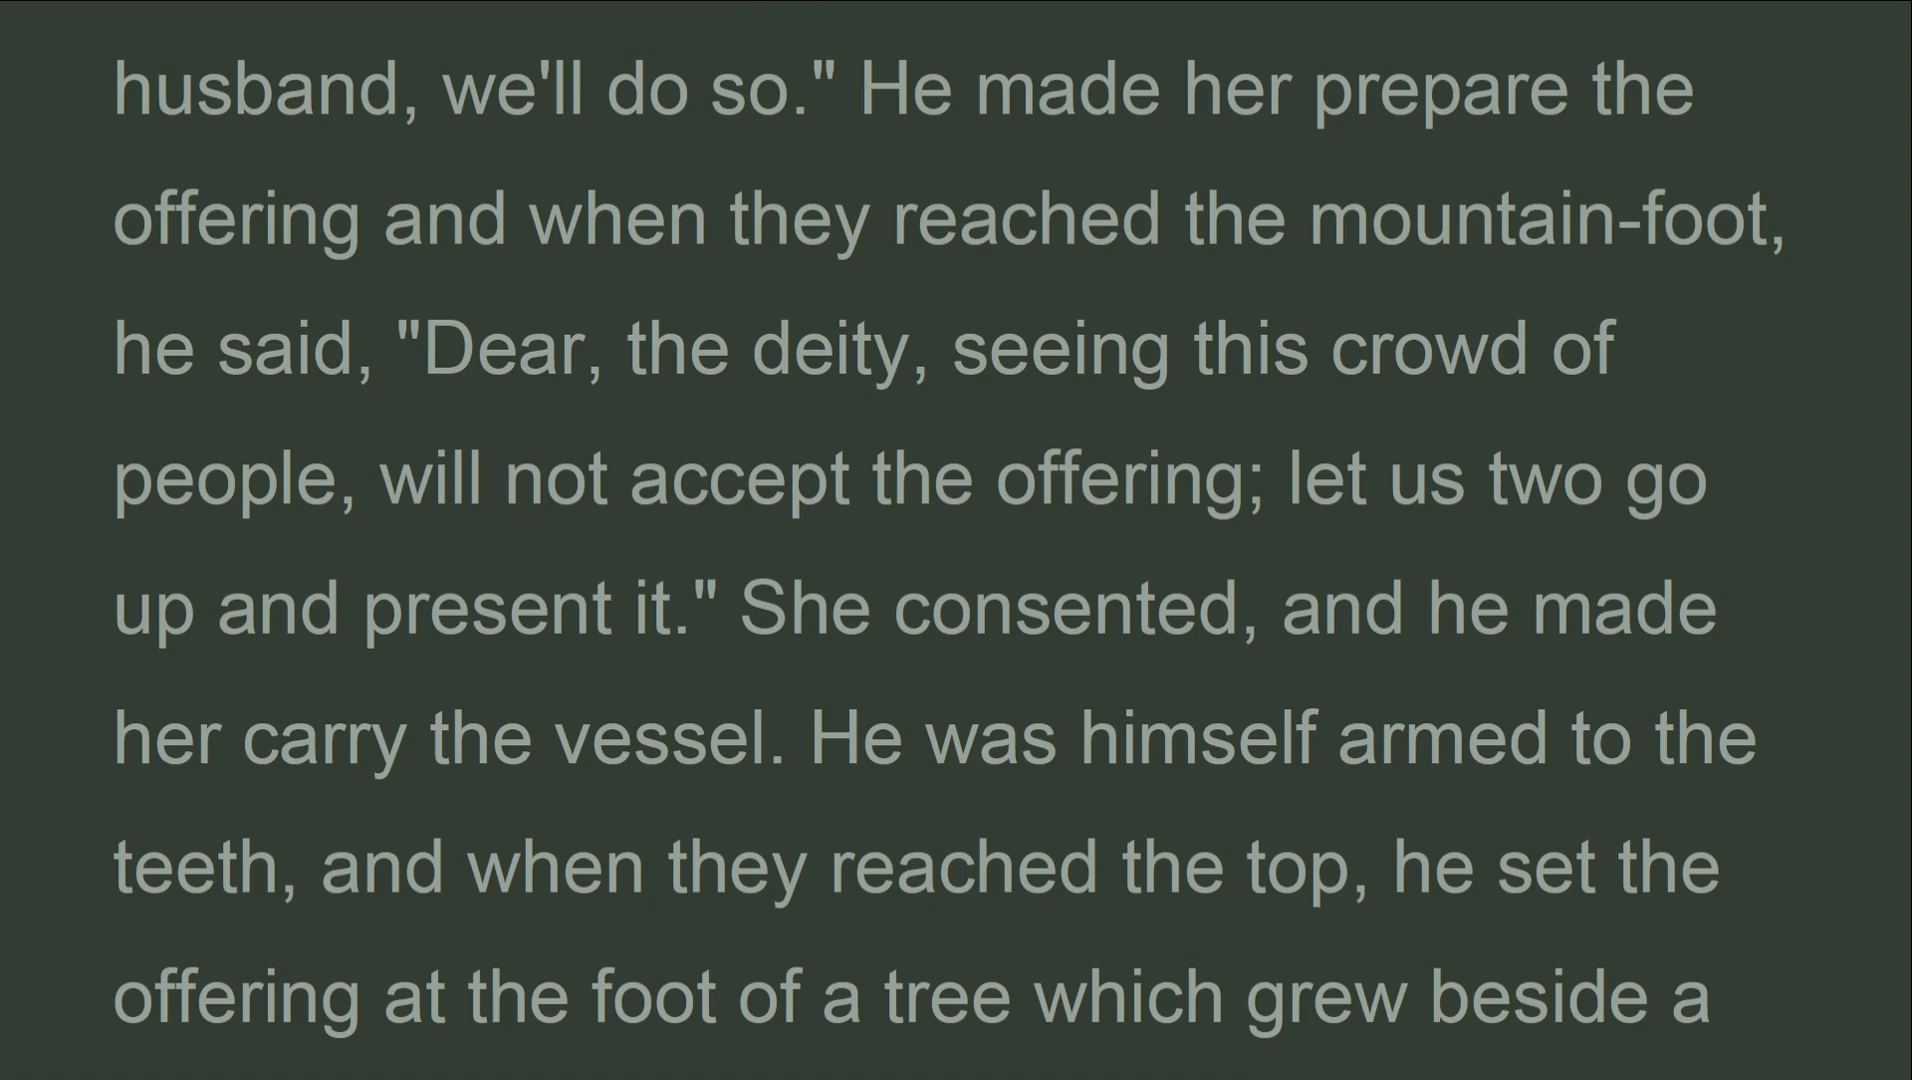 husband, we'll do so." He made her prepare the
offering and when they reached the mountain-foot,
he said, "Dear, the deity, seeing this crowd of
people, will not accept the offering; let us two go
up and present it." She consented, and he made
her carry the vessel. He was himself armed to the
teeth, and when they reached the top, he set the
offering at the foot of a tree which grew beside a